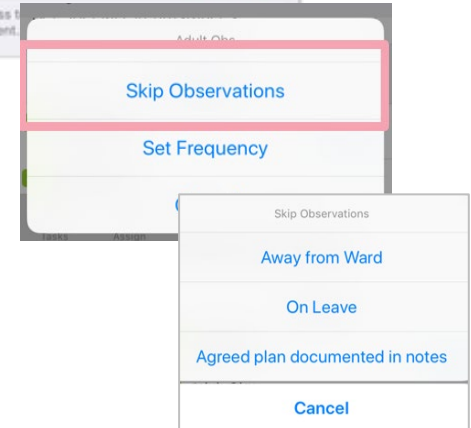 ent.
Adult Obs
Skip Observations
Set Frequency
Tasks Assign
Skip Observations
Away from Ward
On Leave
Agreed plan documented in notes
Cancel